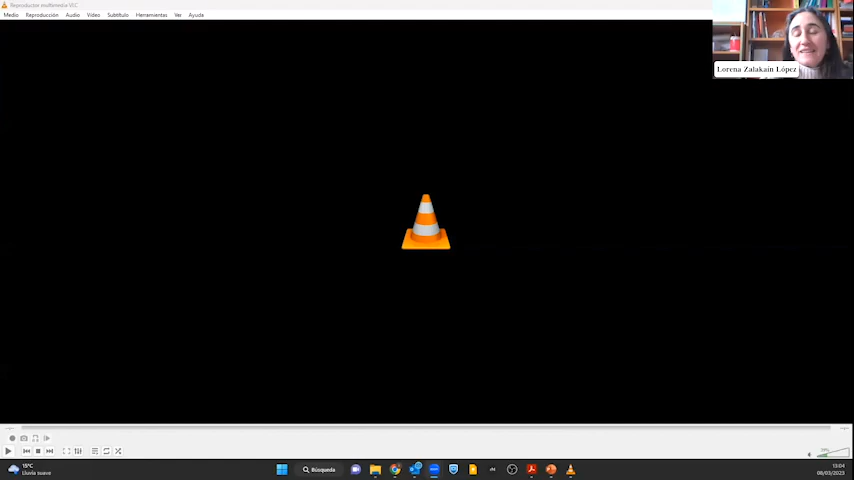 Reproductor multimedia VLC
Medio Reproducción Audio Vídeo Subtítulo Herramientas Ver Ayuda
Lorena Zalakain López
15°C
Lluvia suave
Búsqueda
13:04
08/03/2023